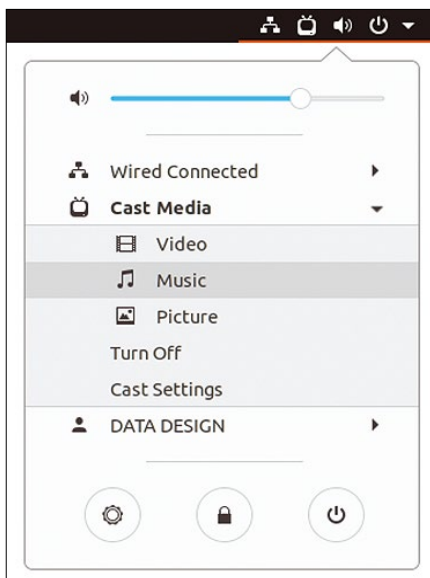 Wired Connected
Cast Media
Video
Music
Picture
Turn Off
Cast Settings
DATA DESIGN